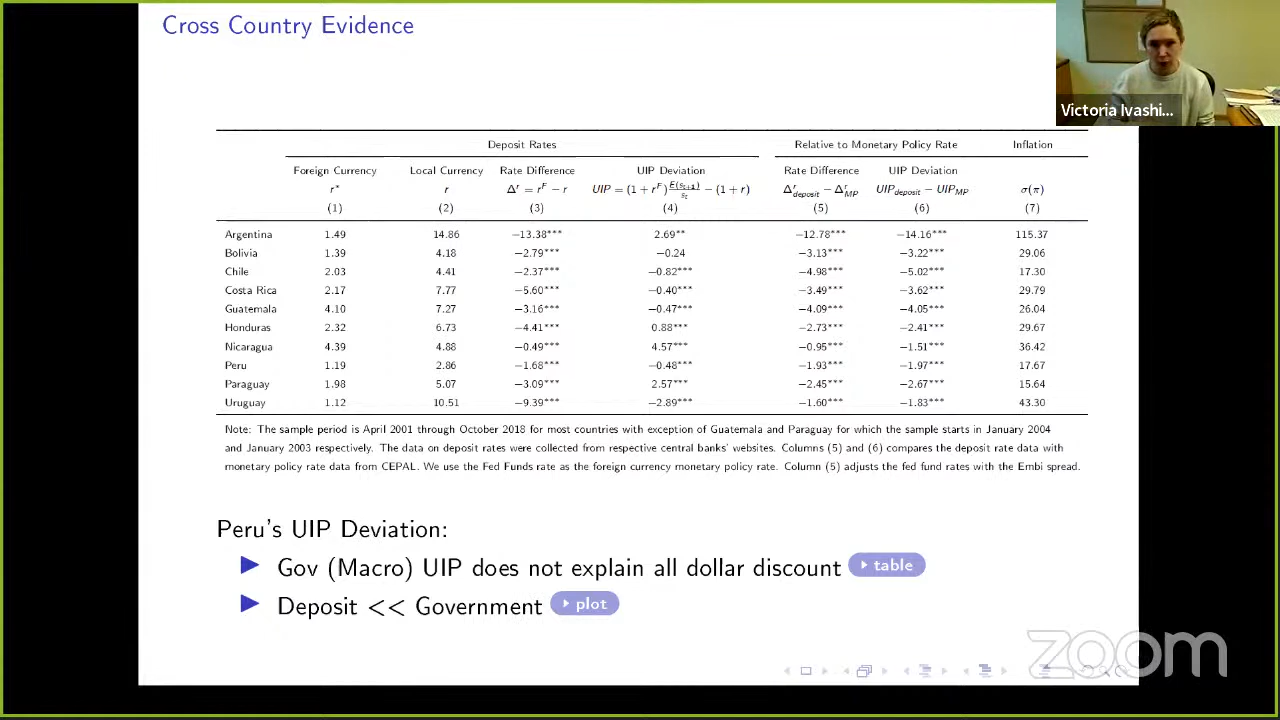 Cross Country Evidence
Victoria Ivashi...
Deposit Rates Relative to Monetary Policy Rate Inflation
Foreign Currency Local Currency Rate Difference UIP Deviation Rate Difference UIP Deviation
r* r Δ^r = r^F − r UIP = (1 + r^F) E(s_{t+1})/s_t − (1 + r) Δ^r_{deposit} − Δ^r_{MP} UIP_{deposit} − UIP_{MP} σ(π)
(1) (2) (3) (4) (5) (6) (7)
Argentina 1.49 14.86 −13.38*** 2.69** −12.78*** −14.16*** 115.37
Bolivia 1.39 4.18 −2.79*** −0.24 −3.13*** −3.22*** 29.06
Chile 2.03 4.41 −2.37*** −0.82*** −4.98*** −5.02*** 17.30
Costa Rica 2.17 7.77 −5.60*** −0.40*** −3.49*** −3.62*** 29.79
Guatemala 4.10 7.27 −3.16*** −0.47*** −4.09*** −4.05*** 26.04
Honduras 2.32 6.73 −4.41*** 0.88*** −2.73*** −2.41*** 29.67
Nicaragua 4.39 4.88 −0.49*** 4.57*** −0.95*** −1.51*** 36.42
Peru 1.19 2.86 −1.68*** −0.48*** −1.93*** −1.97*** 17.67
Paraguay 1.98 5.07 −3.09*** 2.57*** −2.45*** −2.67*** 15.64
Uruguay 1.12 10.51 −9.39*** −2.89*** −1.60*** −1.83*** 43.30
Note: The sample period is April 2001 through October 2018 for most countries with exception of Guatemala and Paraguay for which the sample starts in January 2004
and January 2003 respectively. The data on deposit rates were collected from respective central banks' websites. Columns (5) and (6) compares the deposit rate data with
monetary policy rate data from CEPAL. We use the Fed Funds rate as the foreign currency monetary policy rate. Column (5) adjusts the fed fund rates with the Embi spread.
Peru's UIP Deviation:
Gov (Macro) UIP does not explain all dollar discount table
Deposit << Government plot
zoom